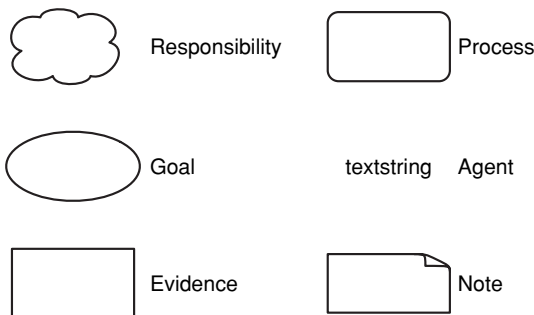 Responsibility
Process
Goal
textstring Agent
Evidence
Note